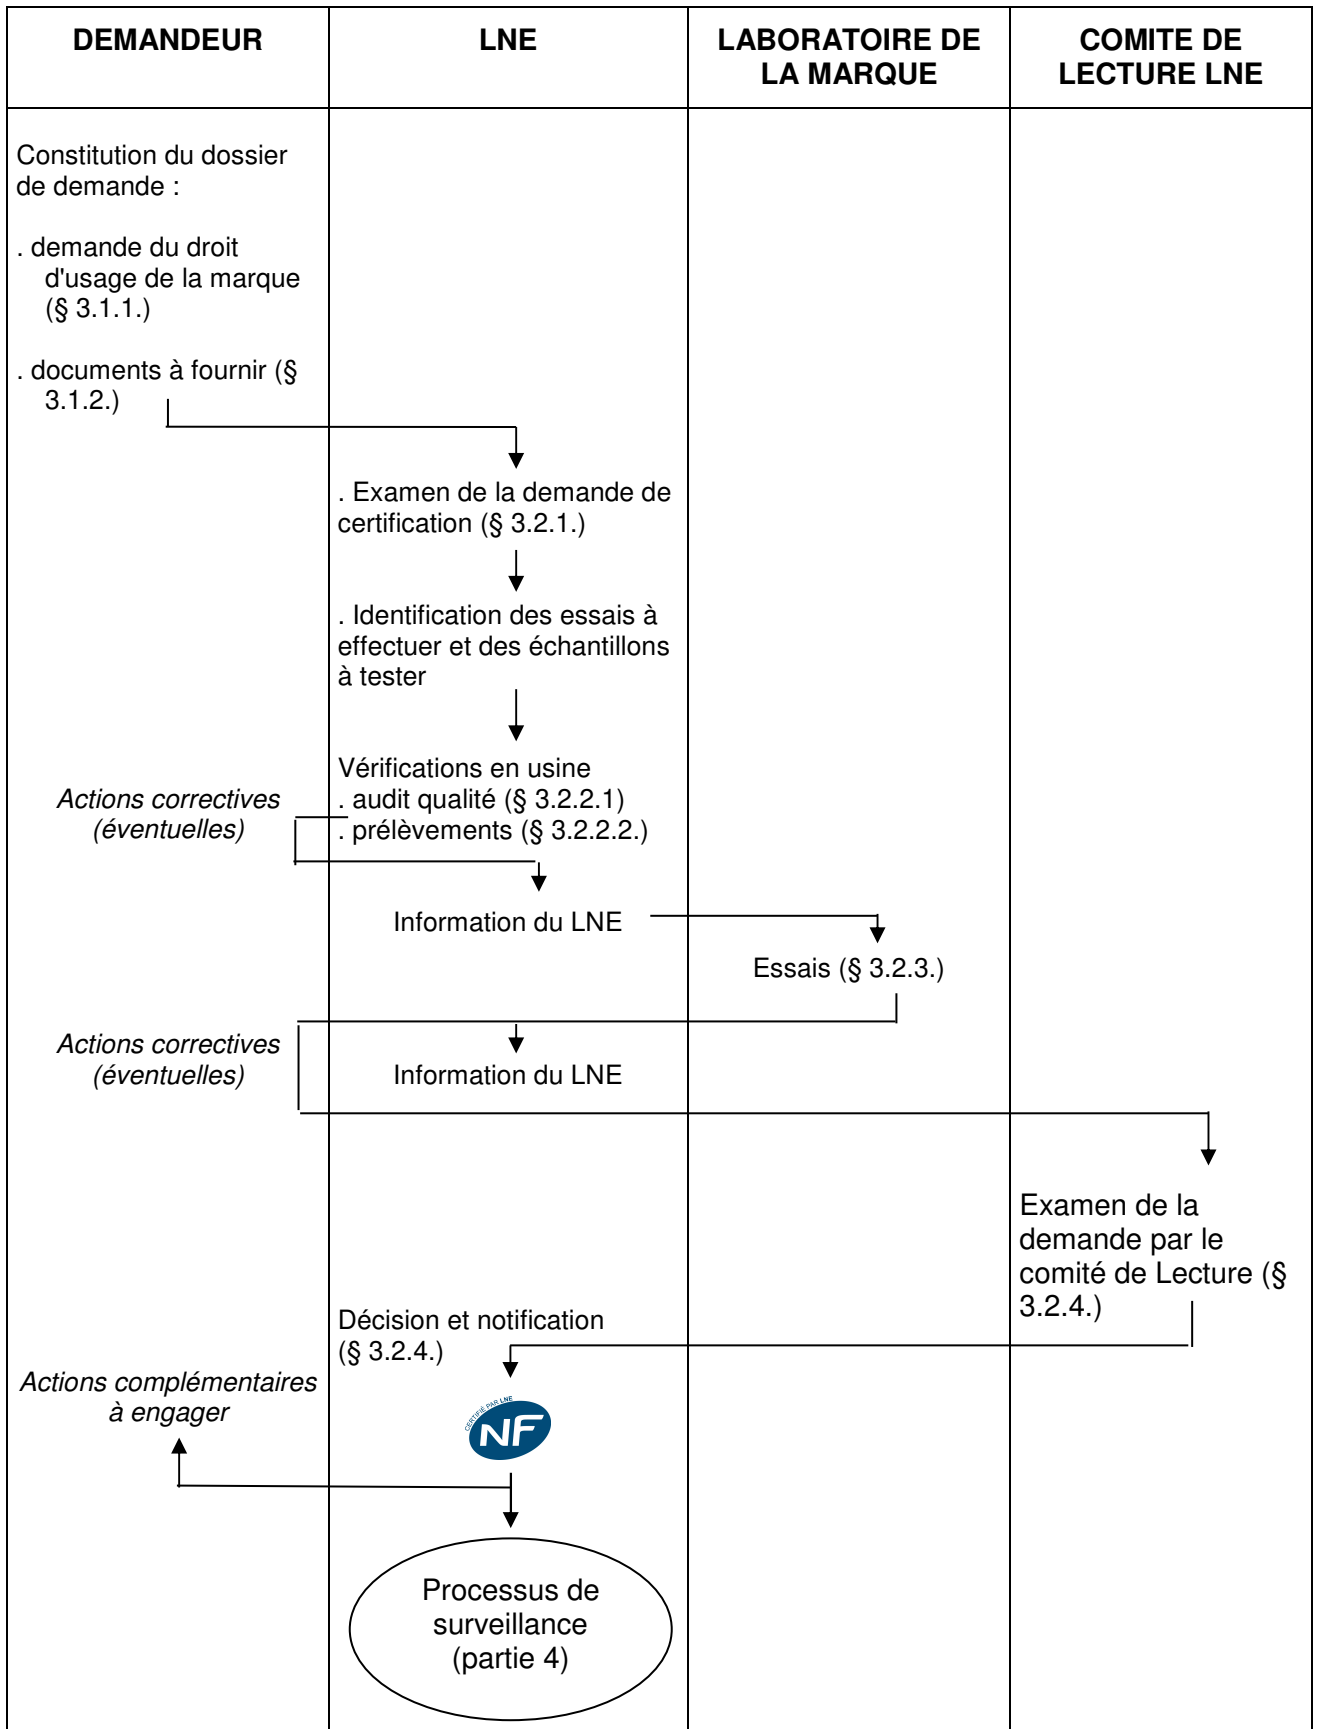 DEMANDEUR
LNE
LABORATOIRE DE
LA MARQUE
COMITE DE
LECTURE LNE
Constitution du dossier
de demande :
. demande du droit
d'usage de la marque
(§ 3.1.1.)
. documents à fournir (§
3.1.2.)
. Examen de la demande de
certification (§ 3.2.1.)
. Identification des essais à
effectuer et des échantillons
à tester
Vérifications en usine
. audit qualité (§ 3.2.2.1)
. prélèvements (§ 3.2.2.2.)
Actions correctives
(éventuelles)
Information du LNE
Essais (§ 3.2.3.)
Actions correctives
(éventuelles)
Information du LNE
Examen de la
demande par le
comité de Lecture (§
3.2.4.)
Décision et notification
(§ 3.2.4.)
Actions complémentaires
à engager
CERTIFIÉ PAR LNE
NF
Processus de
surveillance
(partie 4)